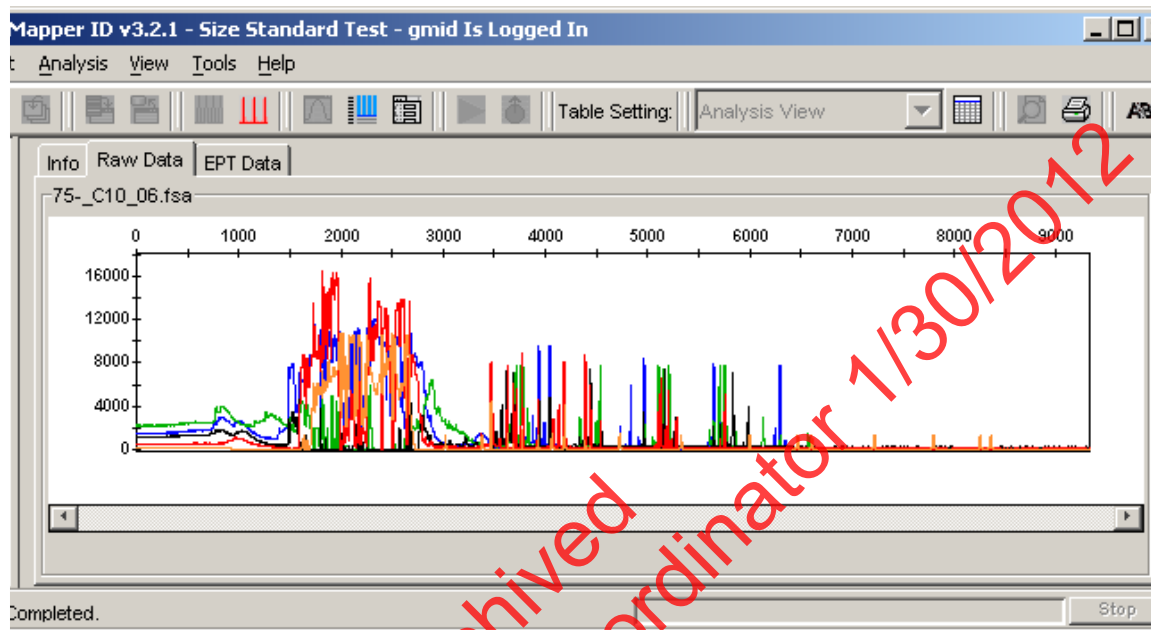 Mapper ID v3.2.1 - Size Standard Test - gmid Is Logged In
Analysis View Tools Help
Table Setting: Analysis View
Info Raw Data EPT Data
75-_C10_06.fsa
0 1000 2000 3000 4000 5000 6000 7000 8000 9000
16000
12000
8000
4000
0
hived
ordinator 1/30/2012
Completed.
Stop